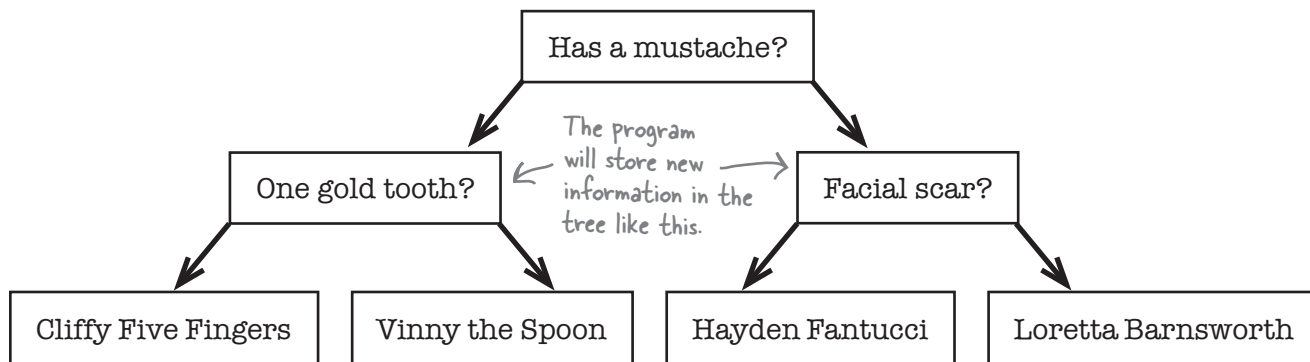 Has a mustache?
The program
will store new
information in the
tree like this.
One gold tooth?
Facial scar?
Cliffy Five Fingers
Vinny the Spoon
Hayden Fantucci
Loretta Barnsworth